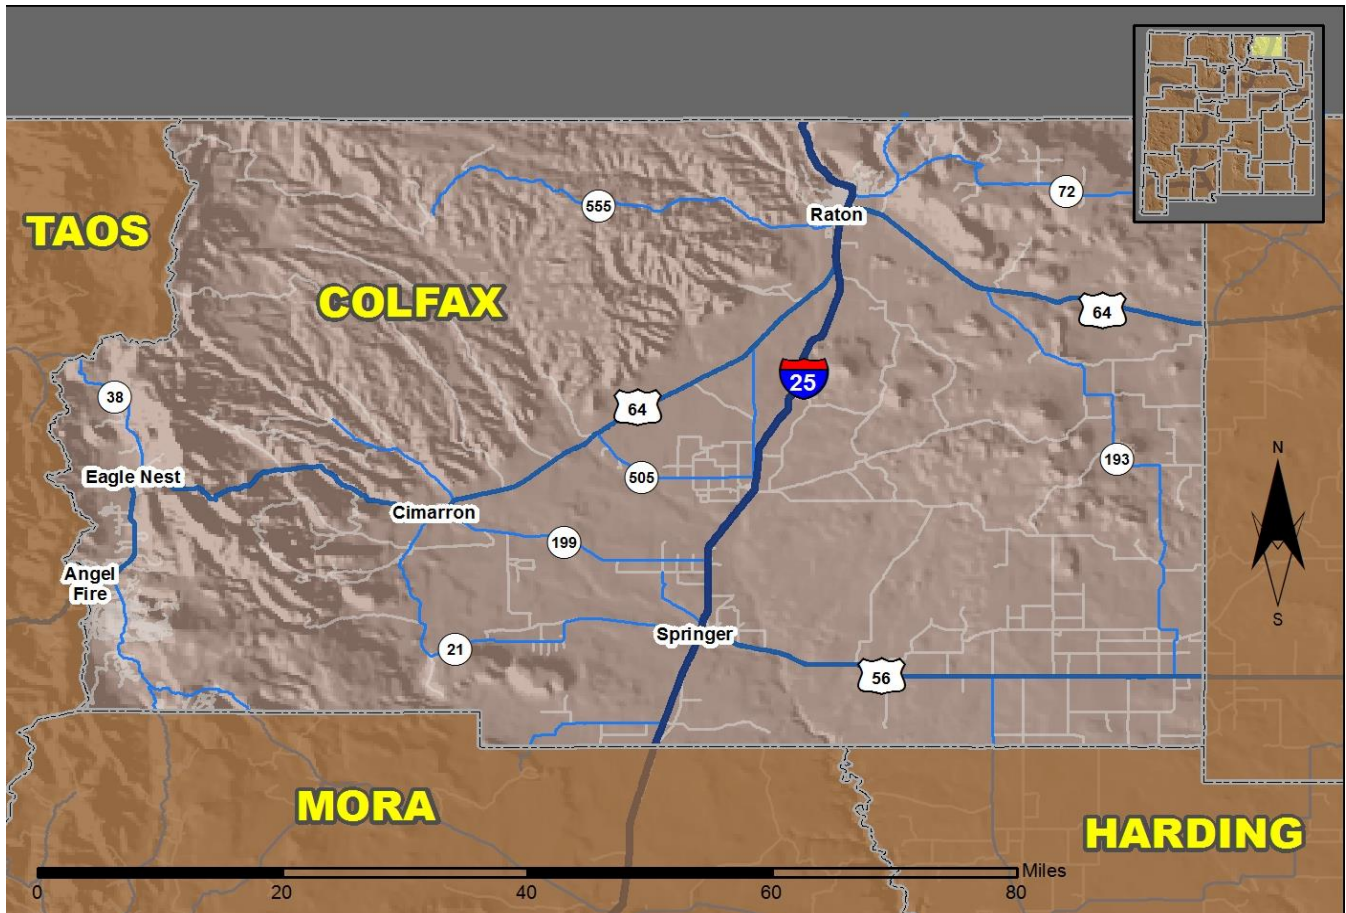 72
555
Raton
TAOS
COLFAX
64
25
38
64
N
193
Eagle Nest
505
Cimarron
199
Angel
Fire
S
Springer
21
56
MORA
HARDING
Miles
0
20
40
60
80